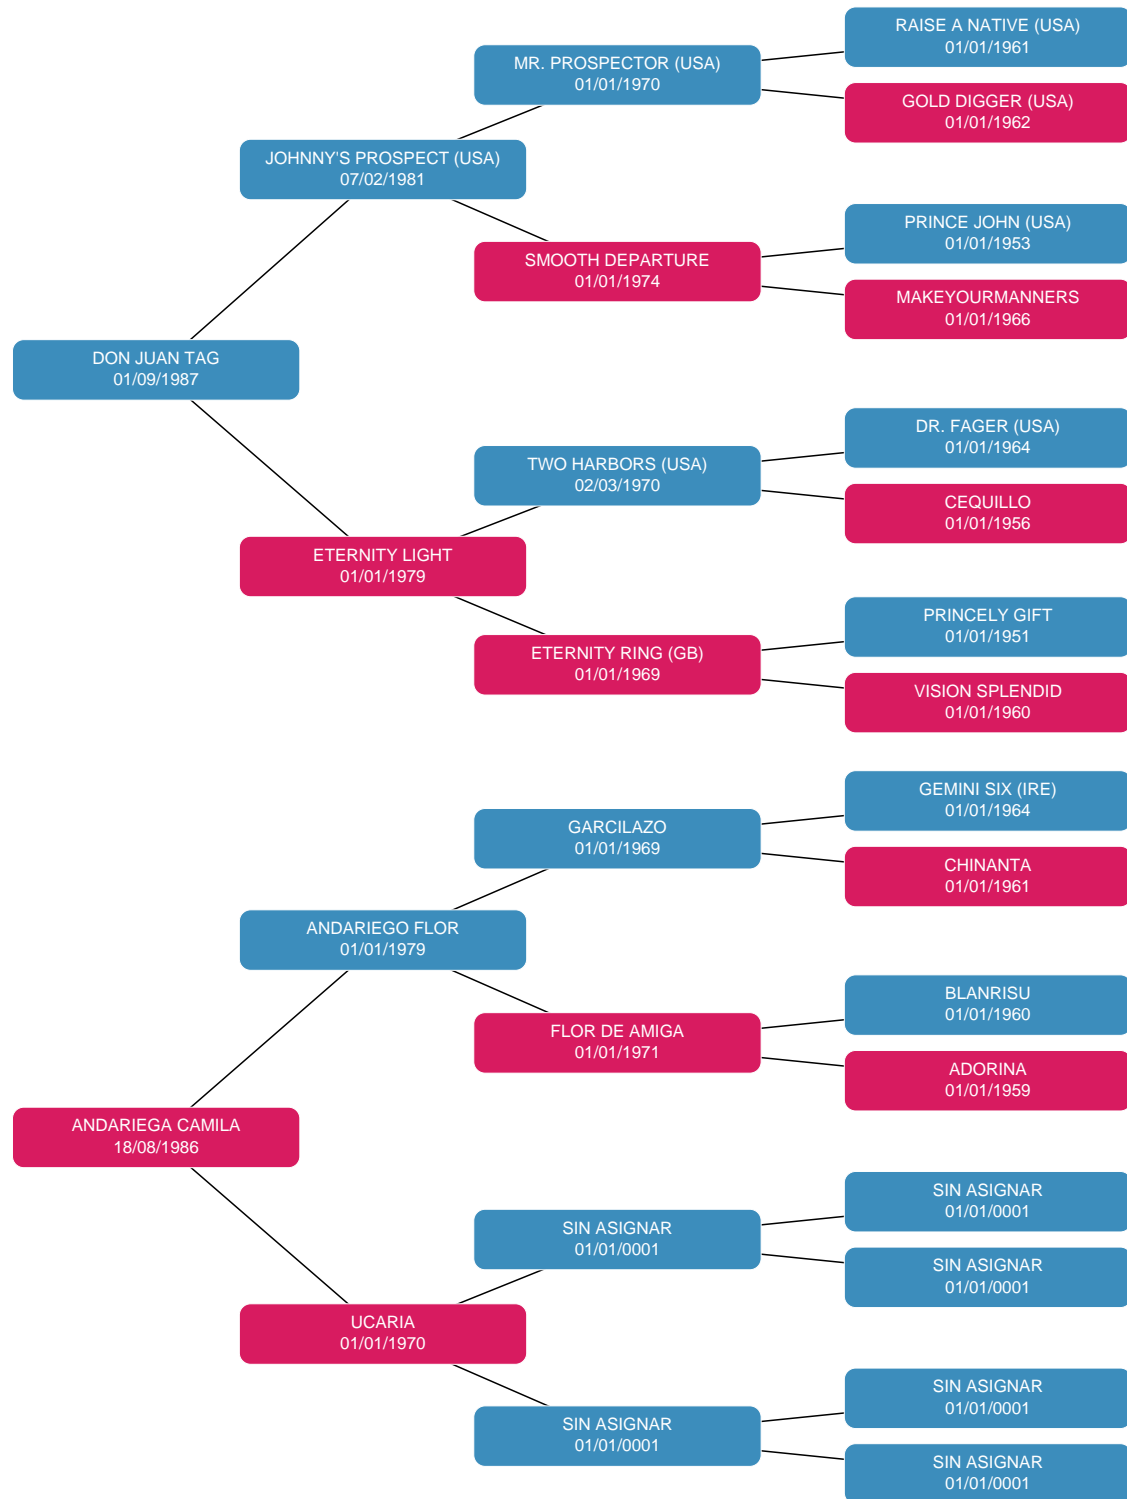 RAISE A NATIVE (USA)
01/01/1961
MR. PROSPECTOR (USA)
01/01/1970
GOLD DIGGER (USA)
01/01/1962
JOHNNY'S PROSPECT (USA)
07/02/1981
PRINCE JOHN (USA)
01/01/1953
SMOOTH DEPARTURE
01/01/1974
MAKEYOURMANNERS
01/01/1966
DON JUAN TAG
01/09/1987
DR. FAGER (USA)
01/01/1964
TWO HARBORS (USA)
02/03/1970
CEQUILLO
01/01/1956
ETERNITY LIGHT
01/01/1979
PRINCELY GIFT
01/01/1951
ETERNITY RING (GB)
01/01/1969
VISION SPLENDID
01/01/1960
GEMINI SIX (IRE)
01/01/1964
GARCILAZO
01/01/1969
CHINANTA
01/01/1961
ANDARIEGO FLOR
01/01/1979
BLANRISU
01/01/1960
FLOR DE AMIGA
01/01/1971
ADORINA
01/01/1959
ANDARIEGA CAMILA
18/08/1986
SIN ASIGNAR
01/01/0001
SIN ASIGNAR
01/01/0001
SIN ASIGNAR
01/01/0001
UCARIA
01/01/1970
SIN ASIGNAR
01/01/0001
SIN ASIGNAR
01/01/0001
SIN ASIGNAR
01/01/0001